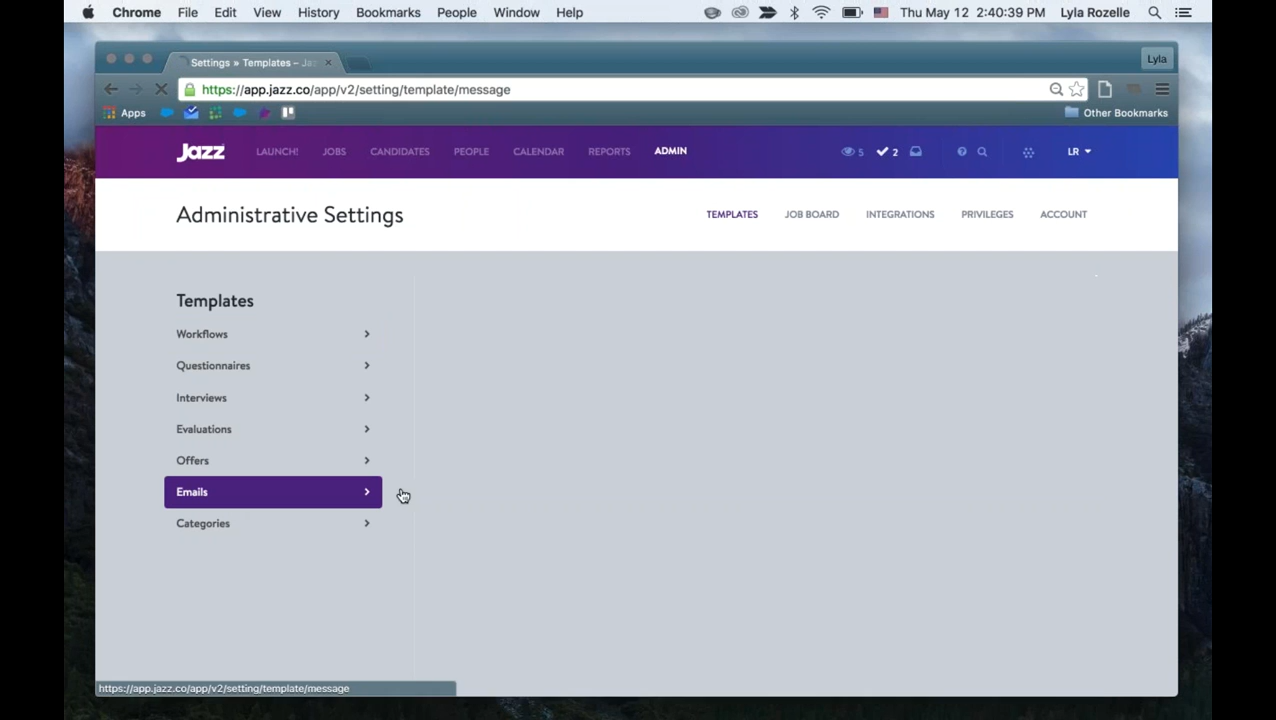 Chrome File Edit View History Bookmarks People Window Help Thu May 12 2:40:39 PM Lyla Rozelle
Settings » Templates – Jaz Lyla
https://app.jazz.co/app/v2/setting/template/message
Apps Other Bookmarks
Jazz LAUNCH! JOBS CANDIDATES PEOPLE CALENDAR REPORTS ADMIN 5 2 LR
Administrative Settings TEMPLATES JOB BOARD INTEGRATIONS PRIVILEGES ACCOUNT
Templates
Workflows
Questionnaires
Interviews
Evaluations
Offers
Emails
Categories
https://app.jazz.co/app/v2/setting/template/message